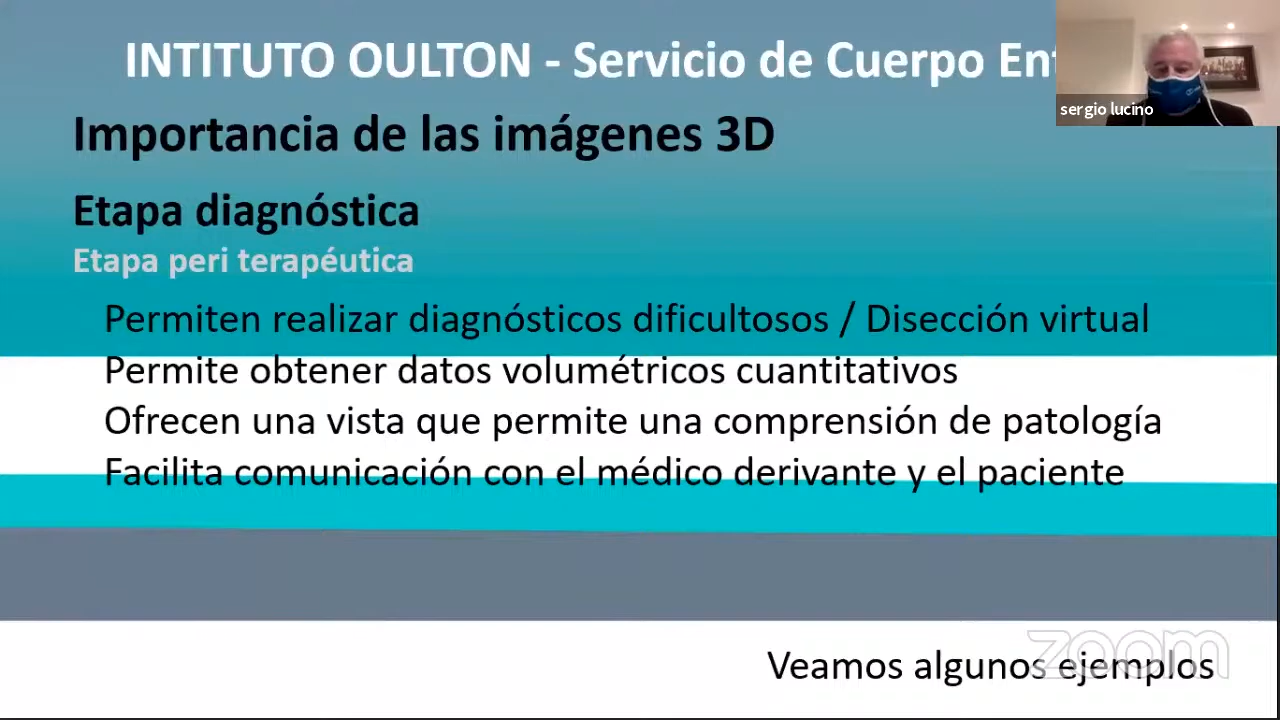 INTITUTO OULTON - Servicio de Cuerpo
sergio lucino
Importancia de las imágenes 3D
Etapa diagnóstica
Etapa peri terapéutica
Permiten realizar diagnósticos dificultosos / Disección virtual
Permite obtener datos volumétricos cuantitativos
Ofrecen una vista que permite una comprensión de patología
Facilita comunicación con el médico derivante y el paciente
Veamos algunos ejemplos
zoom